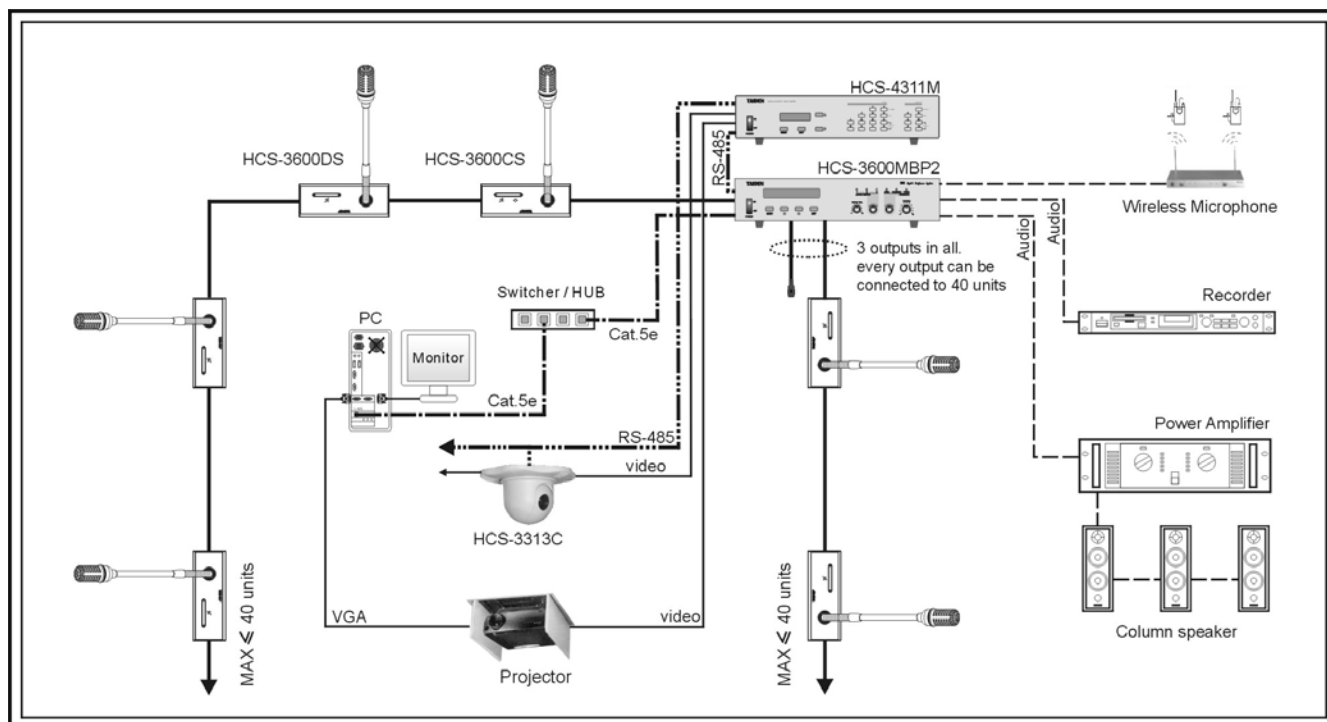 HCS-4311M
HCS-3600DS
HCS-3600CS
TAIDEN
RS-485
HCS-3600MBP2
TAIDEN
Wireless Microphone
Audio
Audio
3 outputs in all.
every output can be
connected to 40 units
Switcher / HUB
Recorder
PC
Cat.5e
Monitor
Cat.5e
Power Amplifier
RS-485
video
HCS-3313C
MAX ≤ 40 units
MAX ≤ 40 units
VGA
video
Column speaker
Projector